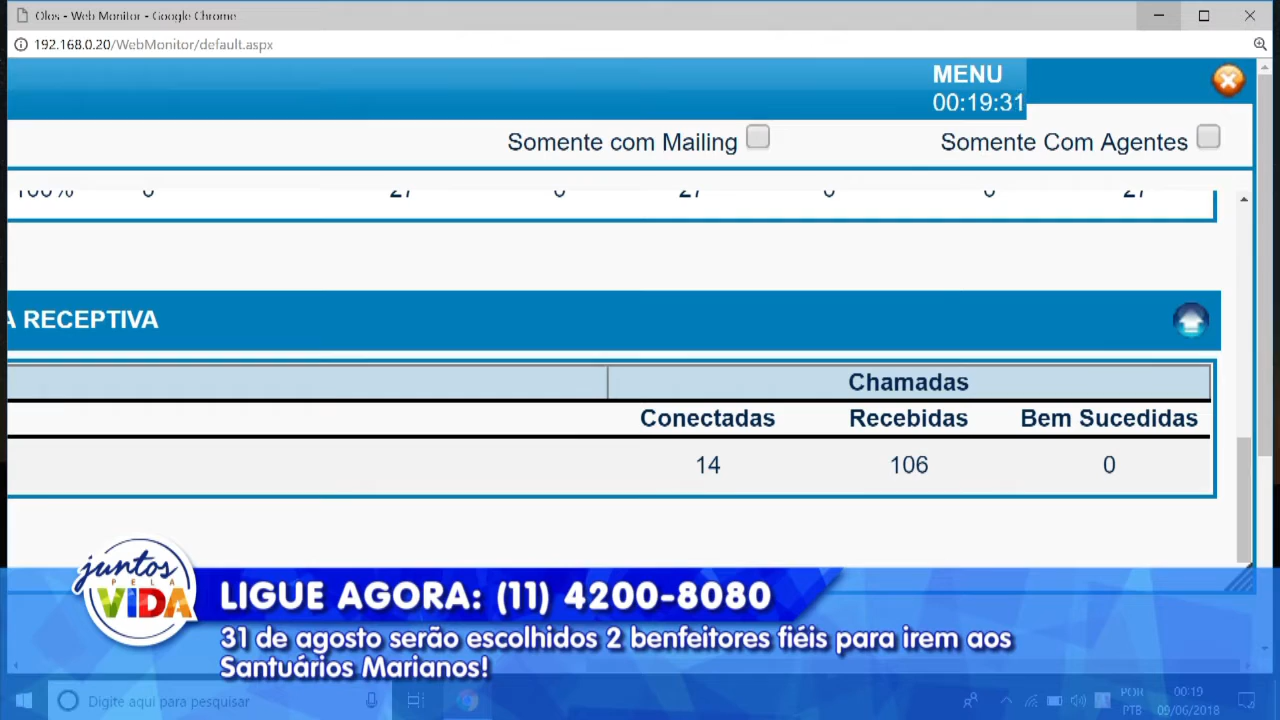 Olos - Web Monitor - Google Chrome
192.168.0.20/WebMonitor/default.aspx
MENU
00:19:31
Somente com Mailing Somente Com Agentes
100% 0 27 0 27 0 0 27
A RECEPTIVA
Chamadas
Conectadas Recebidas Bem Sucedidas
14 106 0
juntos
PELA
VIDA
LIGUE AGORA: (11) 4200-8080
31 de agosto serão escolhidos 2 benfeitores fiéis para irem aos
Santuários Marianos!
Digite aqui para pesquisar
POR 00:19
PTB 09/06/2018